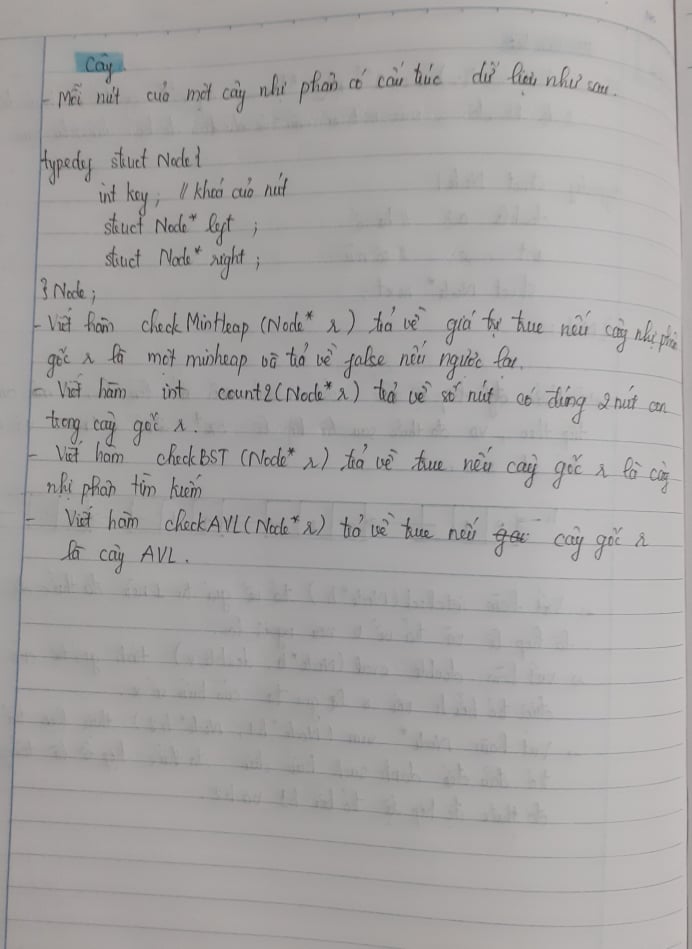 Cây.
- Mỗi nút của một cây nhị phân có cấu trúc dữ liệu như sau.
typedef struct Node{
int key; // khoá của nút
struct Node* left ;
struct Node* right ;
} Node;
- Viết hàm checkMinHeap (Node* r) trả về giá trị true nếu cây nhị phân
gốc r là một minheap và trả về false nếu ngược lại.
- Viết hàm int count2(Node* r) trả về số nút có đúng 2 nút con
trong cây gốc r.
- Viết hàm checkBST (Node* r) trả về true nếu cây gốc r là cây
nhị phân tìm kiếm
- Viết hàm checkAVL(Node* r) trả về true nếu cây gốc r
là cây AVL.